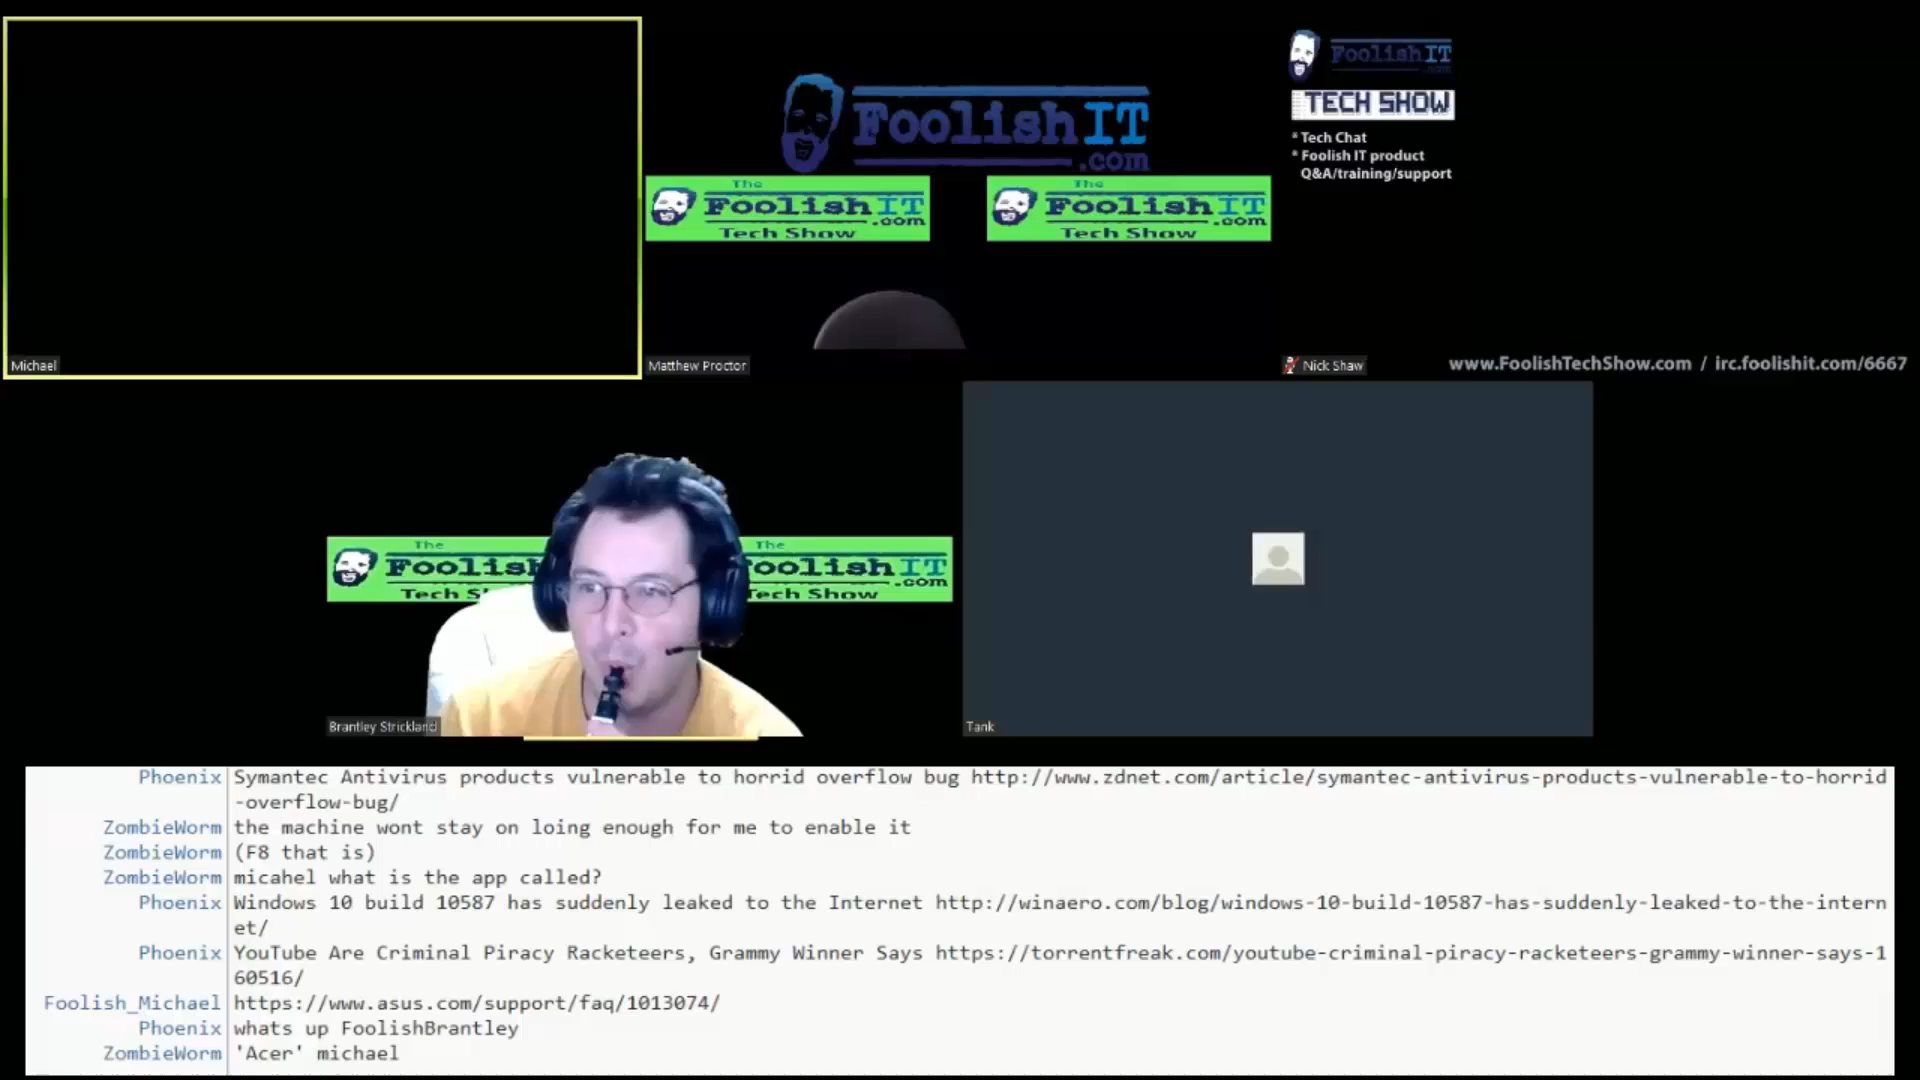 FoolishIT
.com
FoolishIT
.com
TECH SHOW
* Tech Chat
* Foolish IT product
Q&A/training/support
The
FoolishIT
.com
Tech Show
The
FoolishIT
.com
Tech Show
Michael
Matthew Proctor
Nick Shaw
www.FoolishTechShow.com / irc.foolishit.com/6667
The
Foolis
Tech S
The
oolishIT
.com
ech Show
Brantley Strickland
Tank
Phoenix Symantec Antivirus products vulnerable to horrid overflow bug http://www.zdnet.com/article/symantec-antivirus-products-vulnerable-to-horrid
-overflow-bug/
ZombieWorm the machine wont stay on loing enough for me to enable it
ZombieWorm (F8 that is)
ZombieWorm micahel what is the app called?
Phoenix Windows 10 build 10587 has suddenly leaked to the Internet http://winaero.com/blog/windows-10-build-10587-has-suddenly-leaked-to-the-intern
et/
Phoenix YouTube Are Criminal Piracy Racketeers, Grammy Winner Says https://torrentfreak.com/youtube-criminal-piracy-racketeers-grammy-winner-says-1
60516/
Foolish_Michael https://www.asus.com/support/faq/1013074/
Phoenix whats up FoolishBrantley
ZombieWorm 'Acer' michael